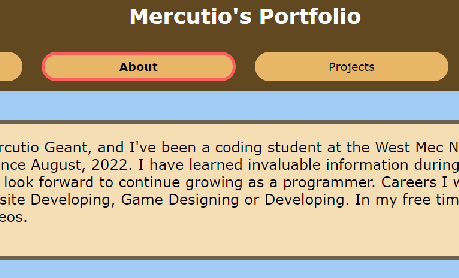 Mercutio's Portfolio
About
Projects
rcutio Geant, and I've been a coding student at the West Mec N
nce August, 2022. I have learned invaluable information during
look forward to continue growing as a programmer. Careers I w
site Developing, Game Designing or Developing. In my free tim
eos.